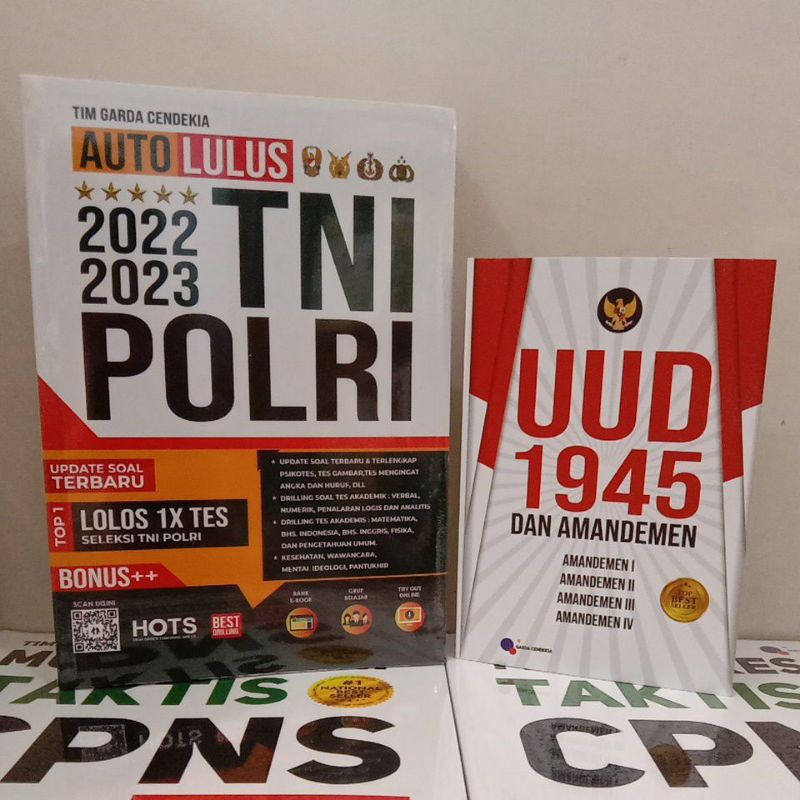 TIM GARDA CENDEKIA
AUTO LULUS
2022
2023
TNI
POLRI
UPDATE SOAL
TERBARU
TOP 1
LOLOS 1X TES
SELEKSI TNI POLRI
BONUS++
UPDATE SOAL TERBARU & TERLENGKAP
PSIKOTES, TES GAMBAR,TES MENGINGAT
ANGKA DAN HURUF, DLL
DRILLING SOAL TES AKADEMIK : VERBAL,
NUMERIK, PENALARAN LOGIS DAN ANALITIS
DRILLING TES AKADEMIS : MATEMATIKA,
BHS. INDONESIA, BHS. INGGRIS, FISIKA,
DAN PENGETAHUAN UMUM.
KESEHATAN, WAWANCARA,
MENTAL IDEOLOGI, PANTUKHIR
SCAN DISINI
HOTS
BEST
DRILLING
BANK
E-BOOK
GRUP
BELAJAR
TRY OUT
ONLINE
UUD
1945
DAN AMANDEMEN
AMANDEMEN I
AMANDEMEN II
AMANDEMEN III
AMANDEMEN IV
TOP
BEST
SELLER
GARDA CENDEKIA
TAKTIS
#1
NATIONAL
BEST
CPNS
TAKTIS